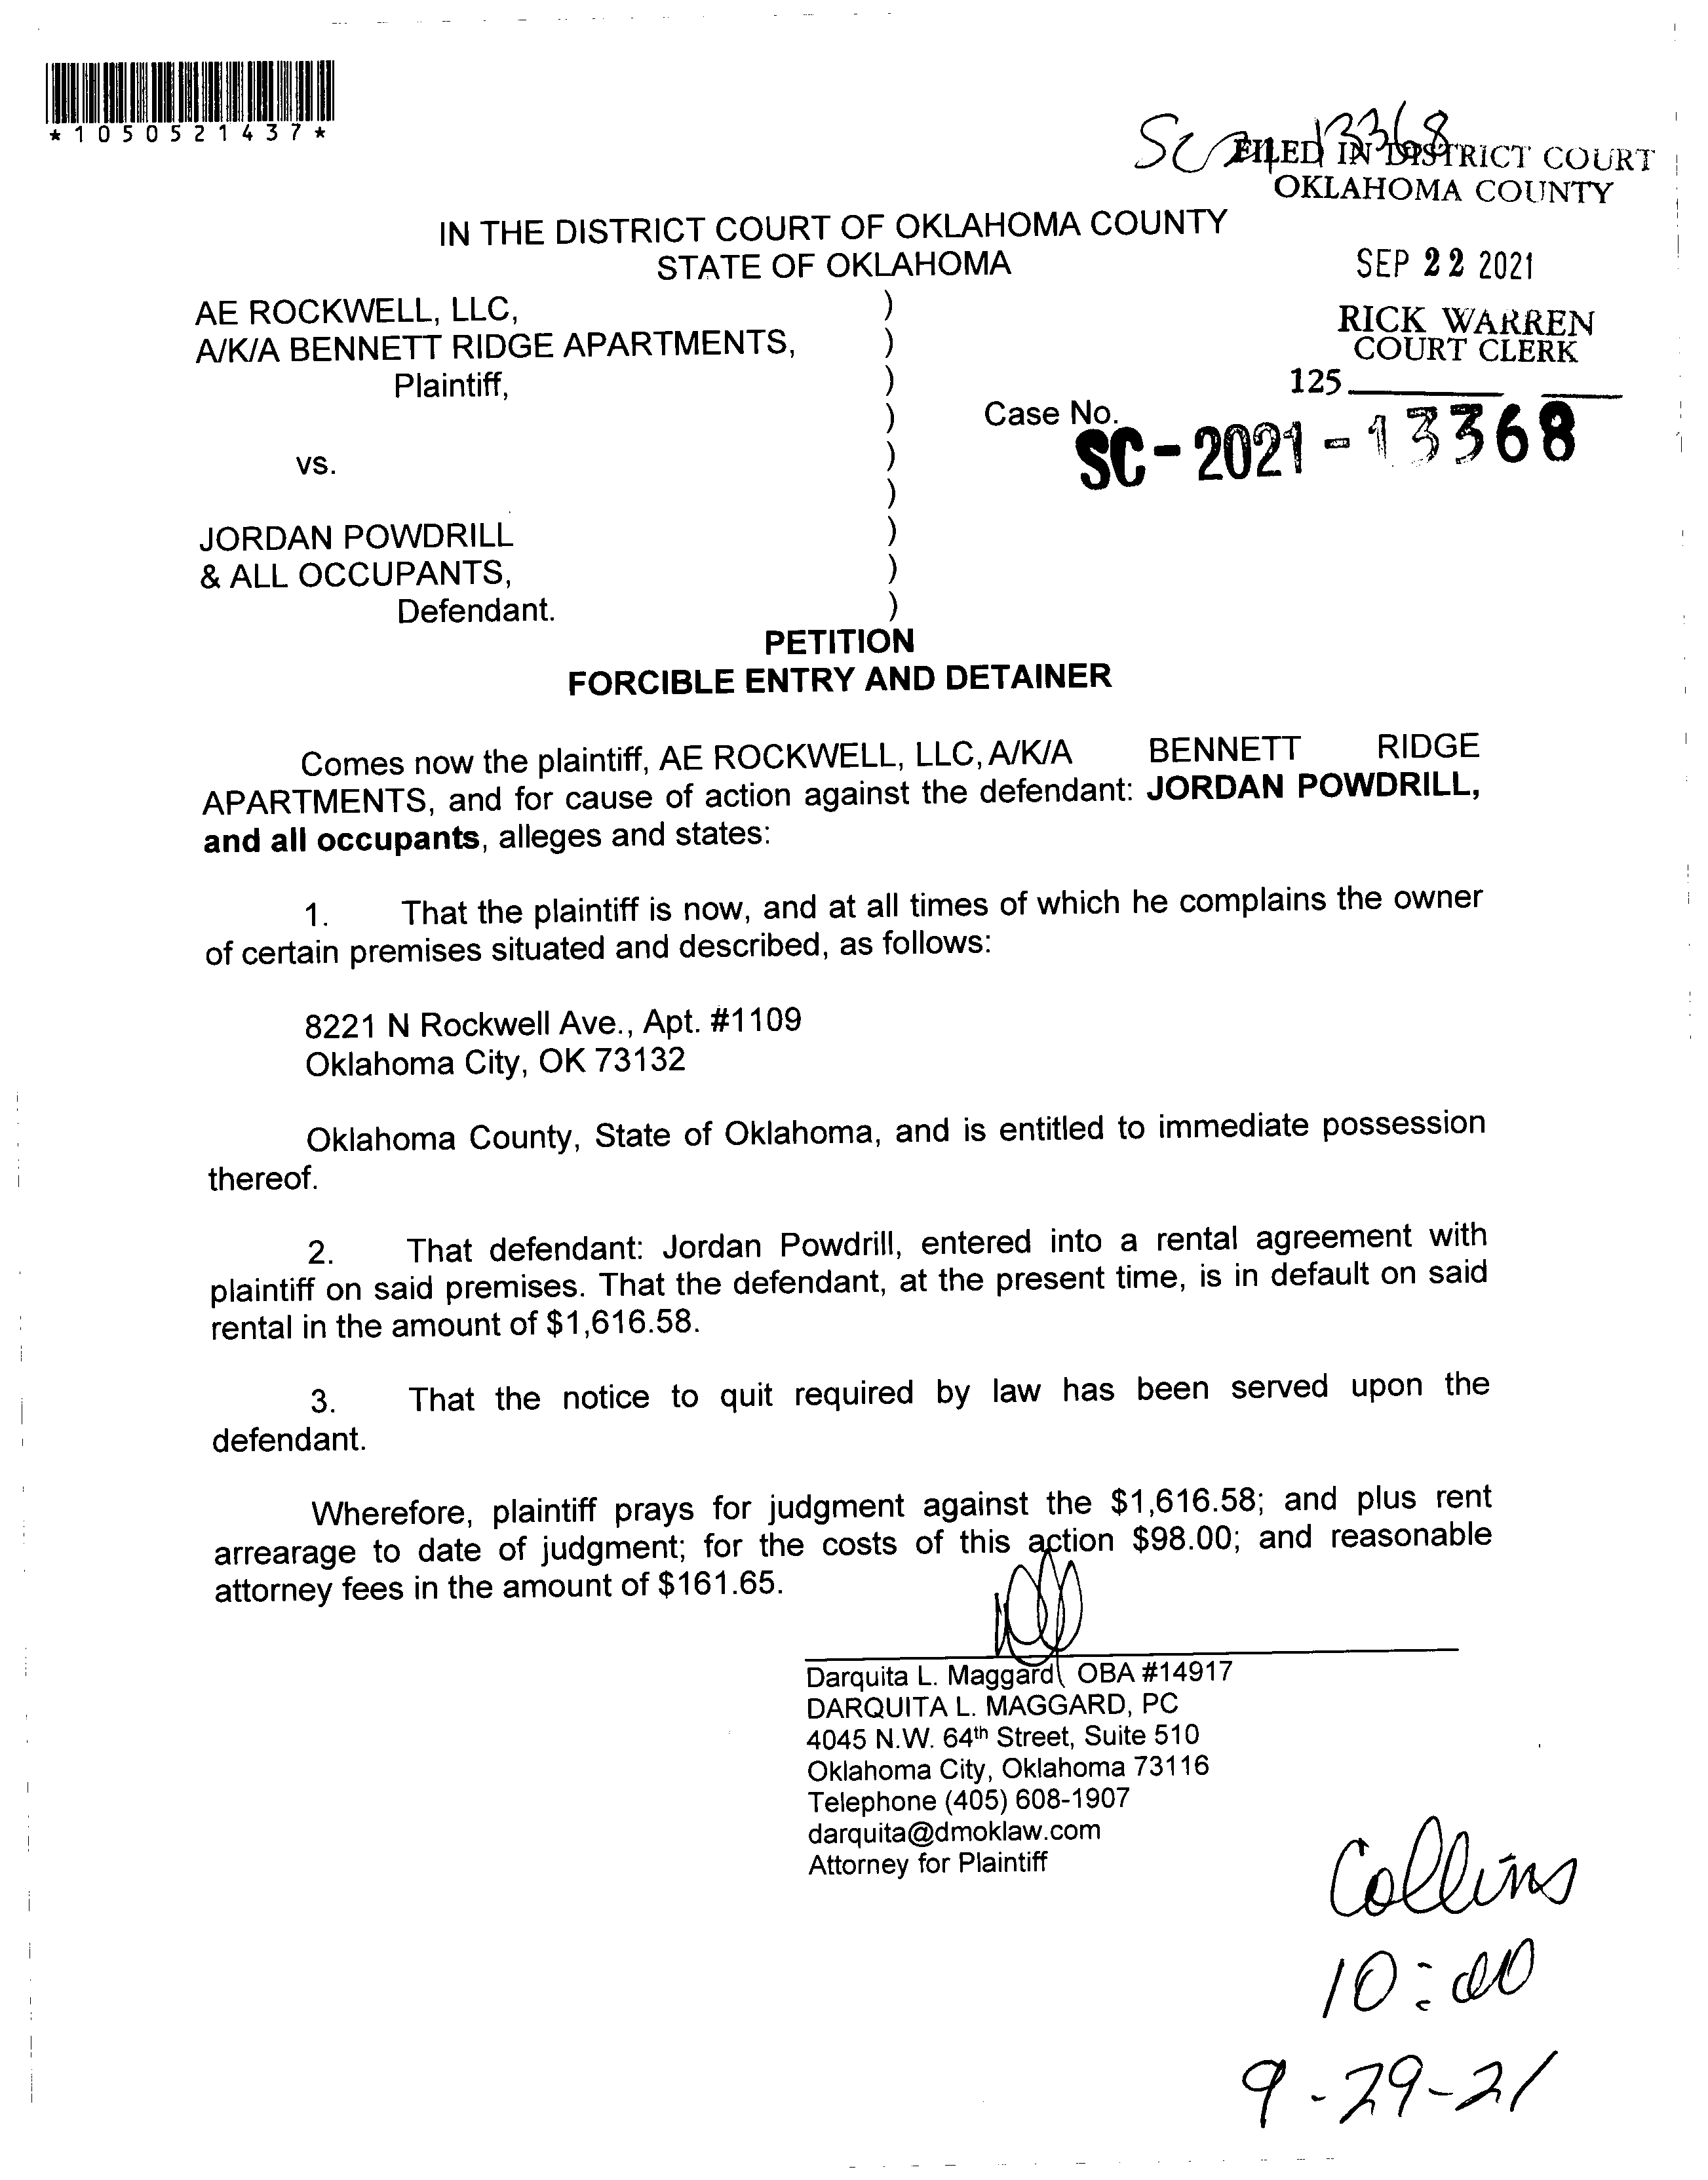 *1050521437*
SC 21 13368
FILED IN DISTRICT COURT
OKLAHOMA COUNTY
IN THE DISTRICT COURT OF OKLAHOMA COUNTY
STATE OF OKLAHOMA
SEP 22 2021
RICK WARREN
COURT CLERK
125
AE ROCKWELL, LLC, )
A/K/A BENNETT RIDGE APARTMENTS, )
Plaintiff, )
) Case No.
SC-2021-13368
vs. )
)
JORDAN POWDRILL )
& ALL OCCUPANTS, )
Defendant. )
PETITION
FORCIBLE ENTRY AND DETAINER
Comes now the plaintiff, AE ROCKWELL, LLC, A/K/A BENNETT RIDGE
APARTMENTS, and for cause of action against the defendant: JORDAN POWDRILL,
and all occupants, alleges and states:
1. That the plaintiff is now, and at all times of which he complains the owner
of certain premises situated and described, as follows:
8221 N Rockwell Ave., Apt. #1109
Oklahoma City, OK 73132
Oklahoma County, State of Oklahoma, and is entitled to immediate possession
thereof.
2. That defendant: Jordan Powdrill, entered into a rental agreement with
plaintiff on said premises. That the defendant, at the present time, is in default on said
rental in the amount of $1,616.58.
3. That the notice to quit required by law has been served upon the
defendant.
Wherefore, plaintiff prays for judgment against the $1,616.58; and plus rent
arrearage to date of judgment; for the costs of this action $98.00; and reasonable
attorney fees in the amount of $161.65.
Darquita L. Maggard OBA #14917
DARQUITA L. MAGGARD, PC
4045 N.W. 64th Street, Suite 510
Oklahoma City, Oklahoma 73116
Telephone (405) 608-1907
darquita@dmoklaw.com
Attorney for Plaintiff
Collins
10:00
9-29-21